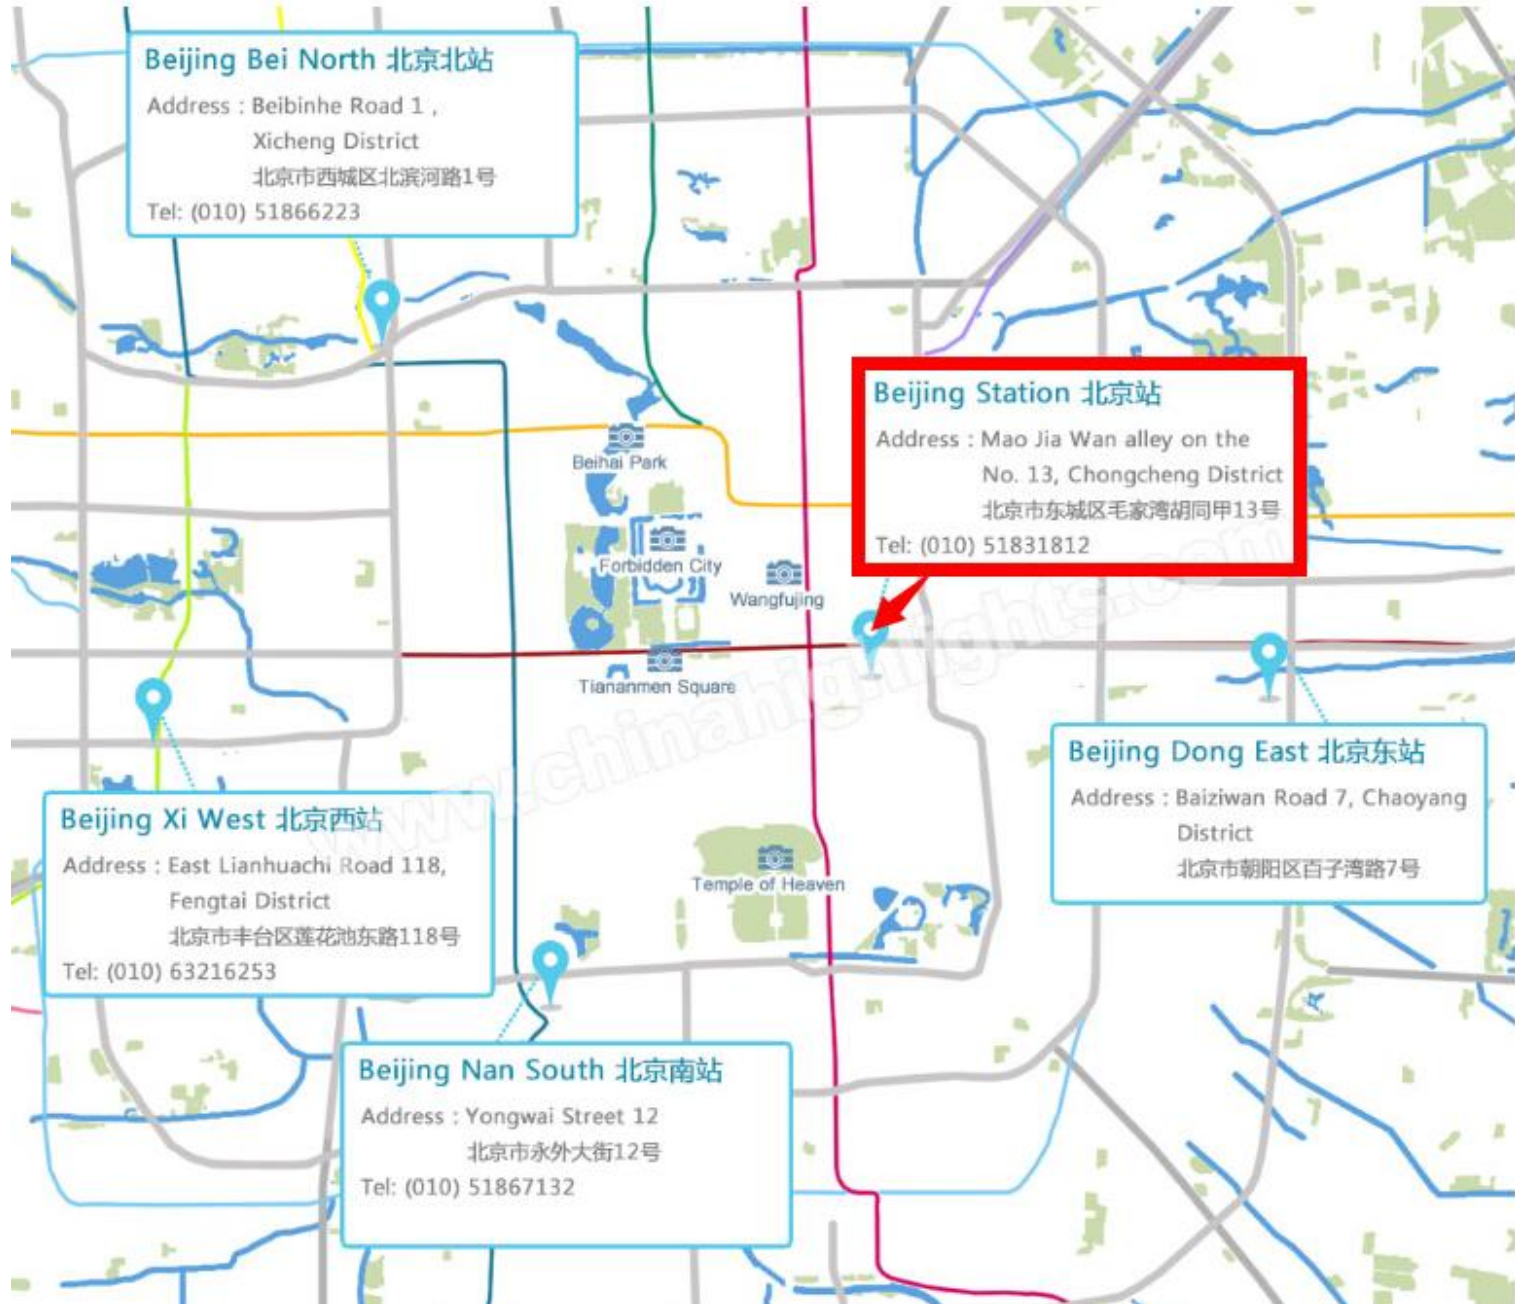 Beijing Bei North 北京北站
Address : Beibinhe Road 1 ,
Xicheng District
北京市西城区北滨河路1号
Tel: (010) 51866223
Beijing Station 北京站
Address : Mao Jia Wan alley on the
No. 13, Chongcheng District
北京市东城区毛家湾胡同甲13号
Tel: (010) 51831812
Beihai Park
Forbidden City
Wangfujing
Tiananmen Square
www.chinahighlights.com
Beijing Dong East 北京东站
Address : Baiziwan Road 7, Chaoyang
District
北京市朝阳区百子湾路7号
Beijing Xi West 北京西站
Address : East Lianhuachi Road 118,
Fengtai District
北京市丰台区莲花池东路118号
Tel: (010) 63216253
Temple of Heaven
Beijing Nan South 北京南站
Address : Yongwai Street 12
北京市永外大街12号
Tel: (010) 51867132